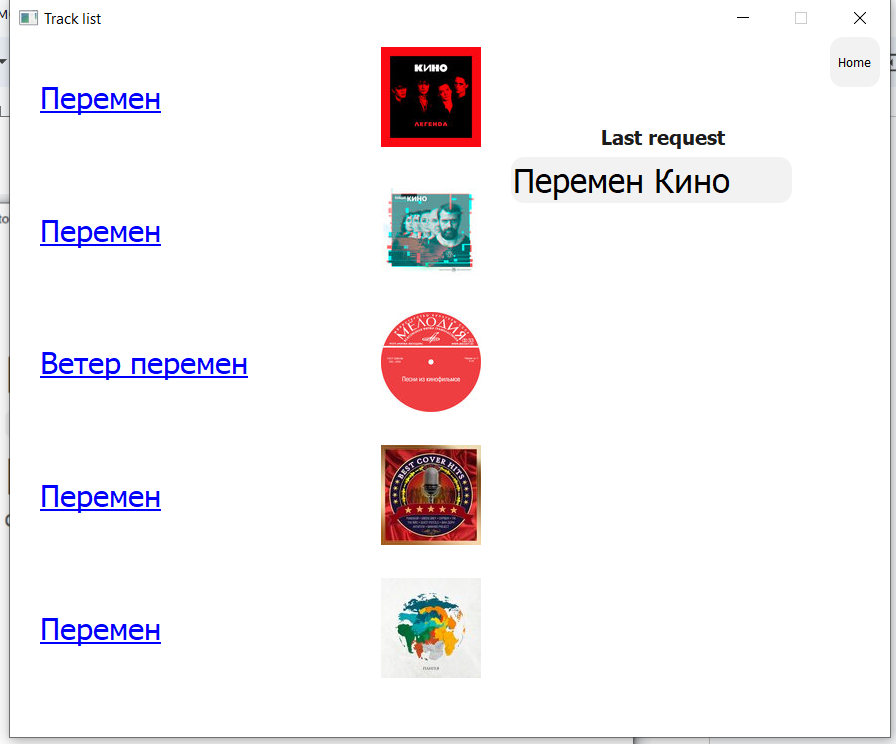 Track list
Home
Перемен
КИНО
ЛЕГЕНДА
Last request
Перемен Кино
Перемен
КИНО
Ветер перемен
МЕЛОДИЯ
Песни из кинофильмов
Перемен
BEST COVER HITS
Перемен
ПАНГЕЯ